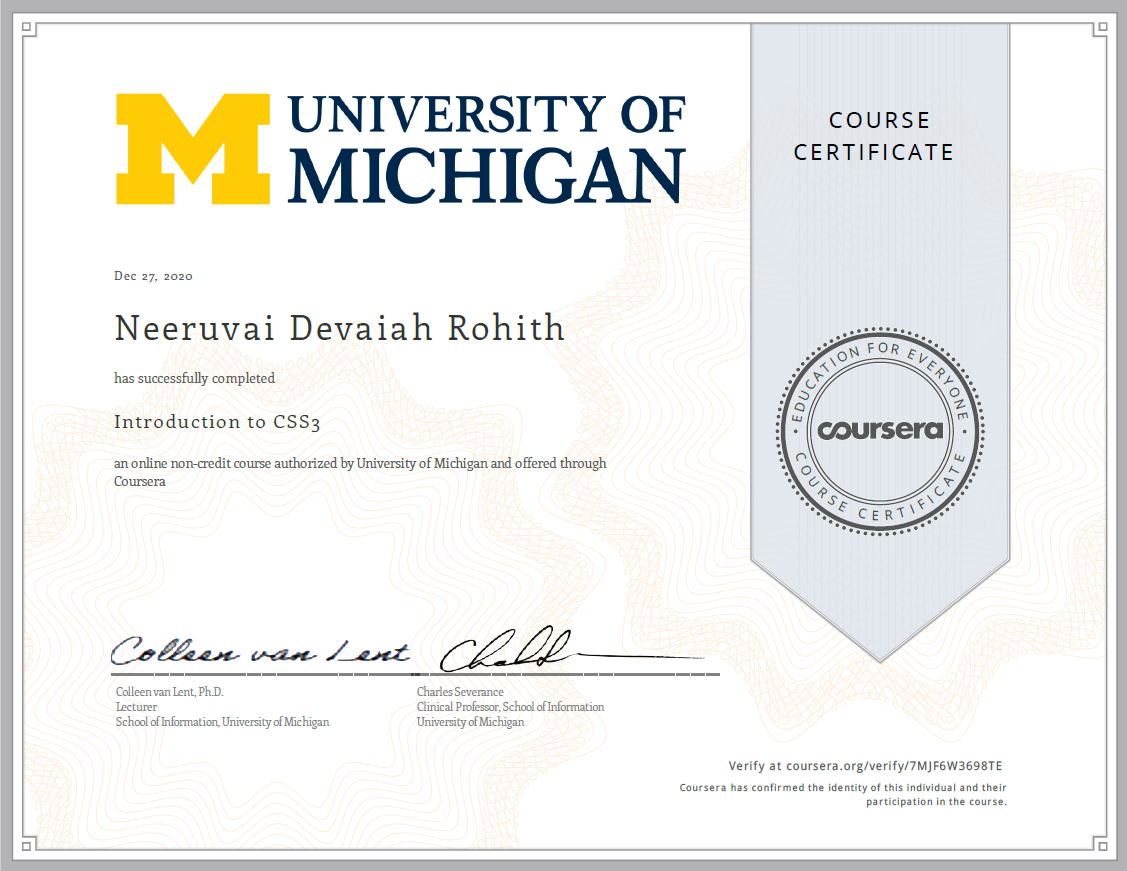 UNIVERSITY OF
MICHIGAN
COURSE
CERTIFICATE
Dec 27, 2020
Neeruvai Devaiah Rohith
has successfully completed
Introduction to CSS3
an online non-credit course authorized by University of Michigan and offered through
Coursera
EDUCATION FOR EVERYONE
coursera
COURSE CERTIFICATE
Colleen van Lent
Colleen van Lent, Ph.D.
Lecturer
School of Information, University of Michigan
Charles Severance
Clinical Professor, School of Information
University of Michigan
Verify at coursera.org/verify/7MJF6W3698TE
Coursera has confirmed the identity of this individual and their
participation in the course.